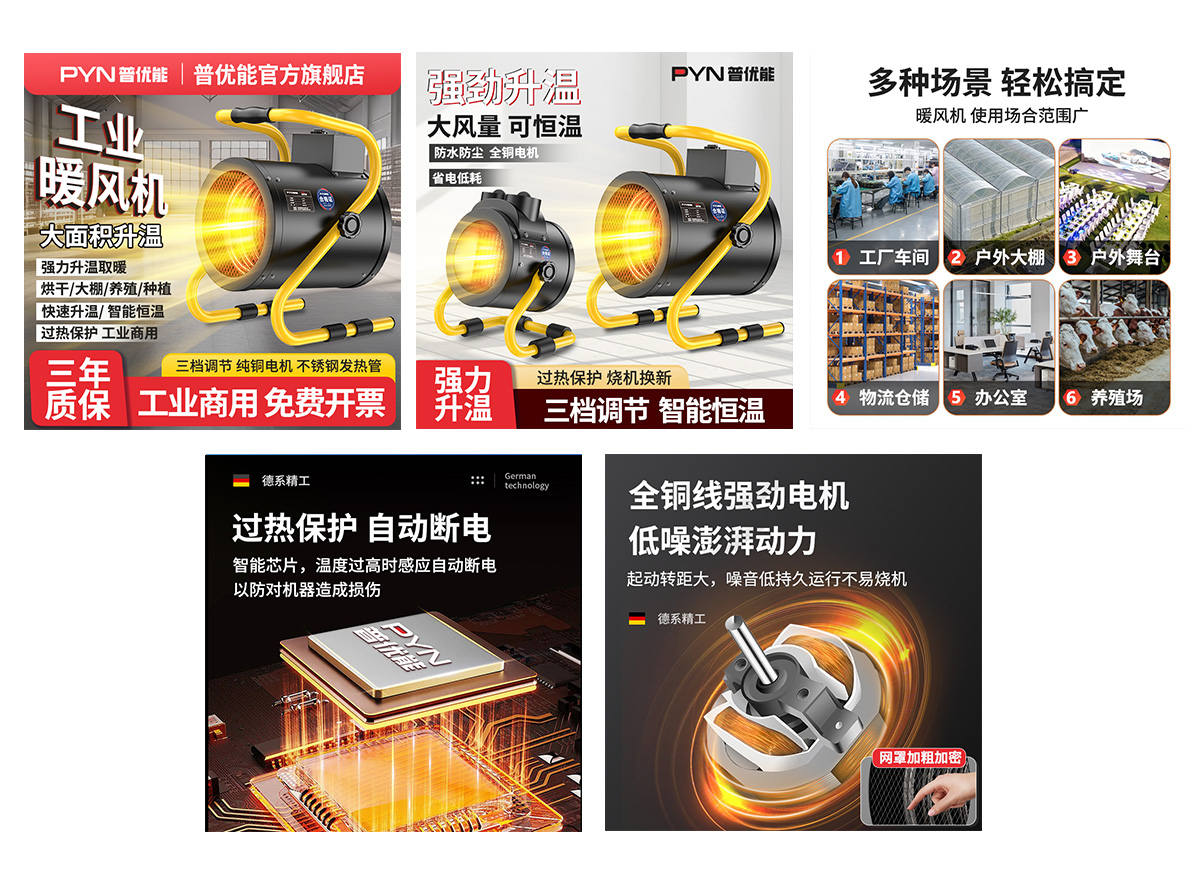 PYN普优能 普优能官方旗舰店
工业
暖风机
大面积升温
强力升温取暖
烘干/大棚/养殖/种植
快速升温/ 智能恒温
过热保护 工业商用
三年
质保
三档调节 纯铜电机 不锈钢发热管
工业商用 免费开票
PYN
合格证
强劲升温
PYN普优能
大风量 可恒温
防水防尘 全铜电机
省电低耗
合格证
强力
升温
过热保护 烧机换新
三档调节 智能恒温
多种场景 轻松搞定
暖风机 使用场合范围广
1 工厂车间
2 户外大棚
3 户外舞台
4 物流仓储
5 办公室
6 养殖场
德系精工
German
technology
过热保护 自动断电
智能芯片，温度过高时感应自动断电
以防对机器造成损伤
PYN
普优能
全铜线强劲电机
低噪澎湃动力
起动转距大，噪音低持久运行不易烧机
德系精工
网罩加粗加密